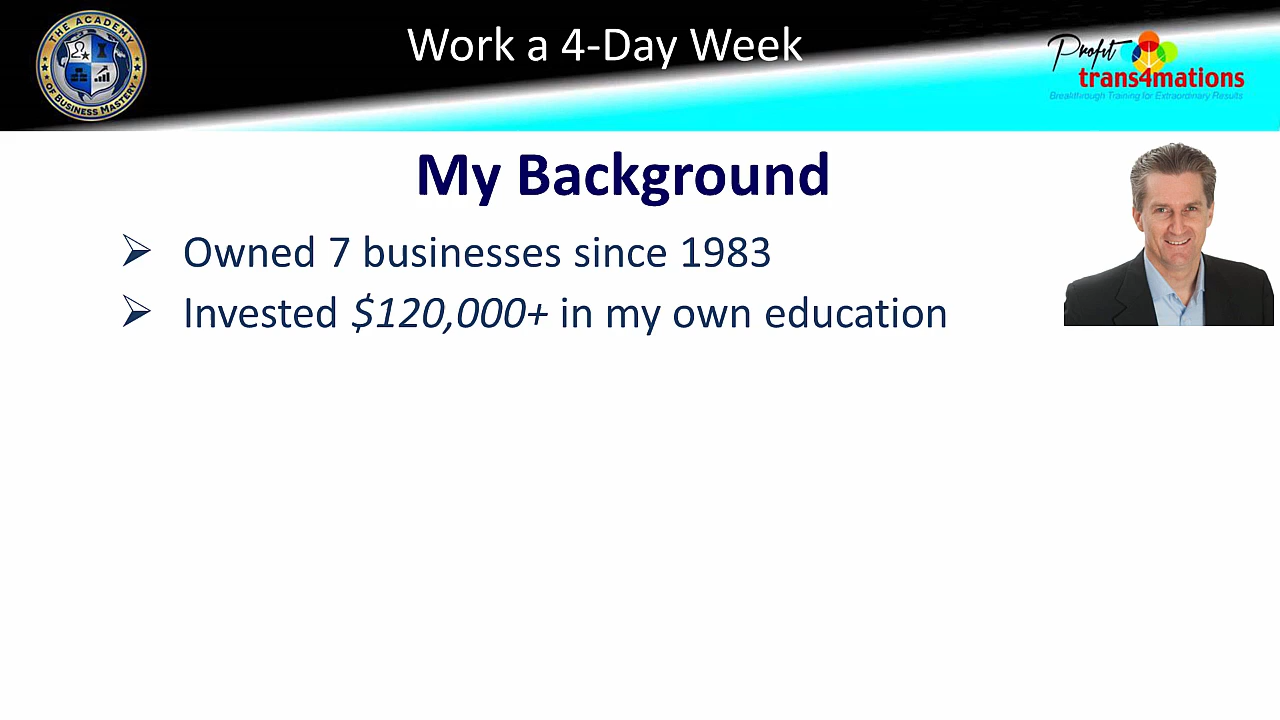 THE ACADEMY
OF BUSINESS MASTERY
Work a 4-Day Week
Profit
trans4mations
Breakthrough Training for Extraordinary Results
My Background
➢ Owned 7 businesses since 1983
➢ Invested $120,000+ in my own education